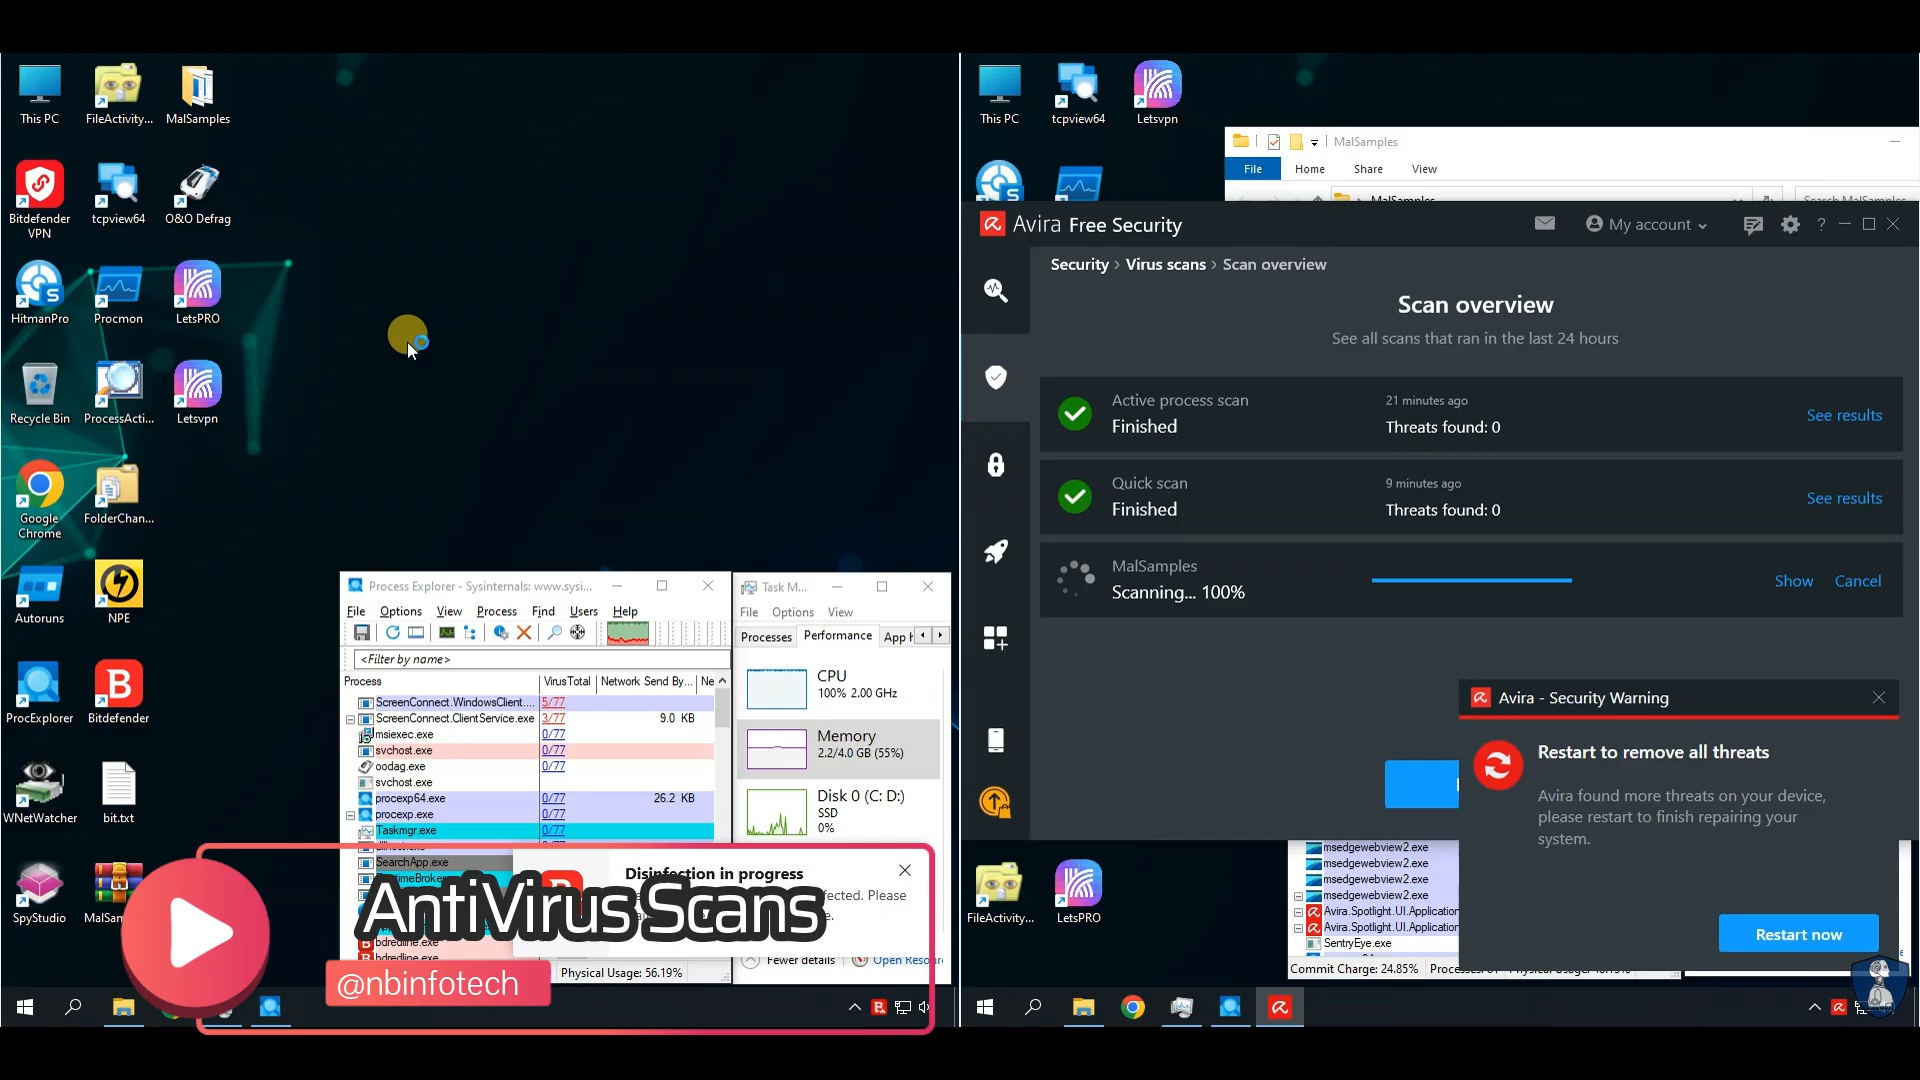 This PC
FileActivity...
MalSamples
Bitdefender
VPN
tcpview64
O&O Defrag
HitmanPro
Procmon
LetsPRO
Recycle Bin
ProcessActi...
Letsvpn
Google
Chrome
FolderChan...
Autoruns
NPE
ProcExplorer
Bitdefender
WNetWatcher
bit.txt
SpyStudio
Process Explorer - Sysinternals: www.sysi...
File Options View Process Find Users Help
<Filter by name>
Process VirusTotal Network Send By... Ne
ScreenConnect.WindowsClient.... 5/77
ScreenConnect.ClientService.exe 3/77 9.0 KB
msiexec.exe 0/77
svchost.exe 0/77
oodag.exe 0/77
svchost.exe
procexp64.exe 0/77 26.2 KB
procexp.exe 0/77
Taskmgr.exe 0/77
SearchApp.exe
bdredline.exe
Physical Usage: 56.19%
Task M...
File Options View
Processes Performance App
CPU
100% 2.00 GHz
Memory
2.2/4.0 GB (55%)
Disk 0 (C: D:)
SSD
0%
Fewer details
Disinfection in progress
Please
AntiVirus Scans
@nbinfotech
This PC
tcpview64
Letsvpn
MalSamples
File Home Share View
MalSamples
Search MalSamples
Avira Free Security
My account
?
Security > Virus scans > Scan overview
Scan overview
See all scans that ran in the last 24 hours
Active process scan
Finished
21 minutes ago
Threats found: 0
See results
Quick scan
Finished
9 minutes ago
Threats found: 0
See results
MalSamples
Scanning... 100%
Show Cancel
Avira - Security Warning
Restart to remove all threats
Avira found more threats on your device,
please restart to finish repairing your
system.
Restart now
FileActivity...
LetsPRO
msedgewebview2.exe
msedgewebview2.exe
msedgewebview2.exe
msedgewebview2.exe
Avira.Spotlight.UI.Application
Avira.Spotlight.UI.Application
SentryEye.exe
Commit Charge: 24.85%